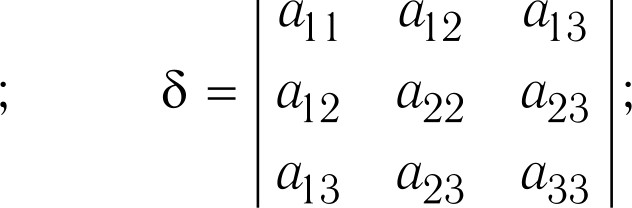 a11 a12 a13
; δ = | a12 a22 a23 | ;
a13 a23 a33